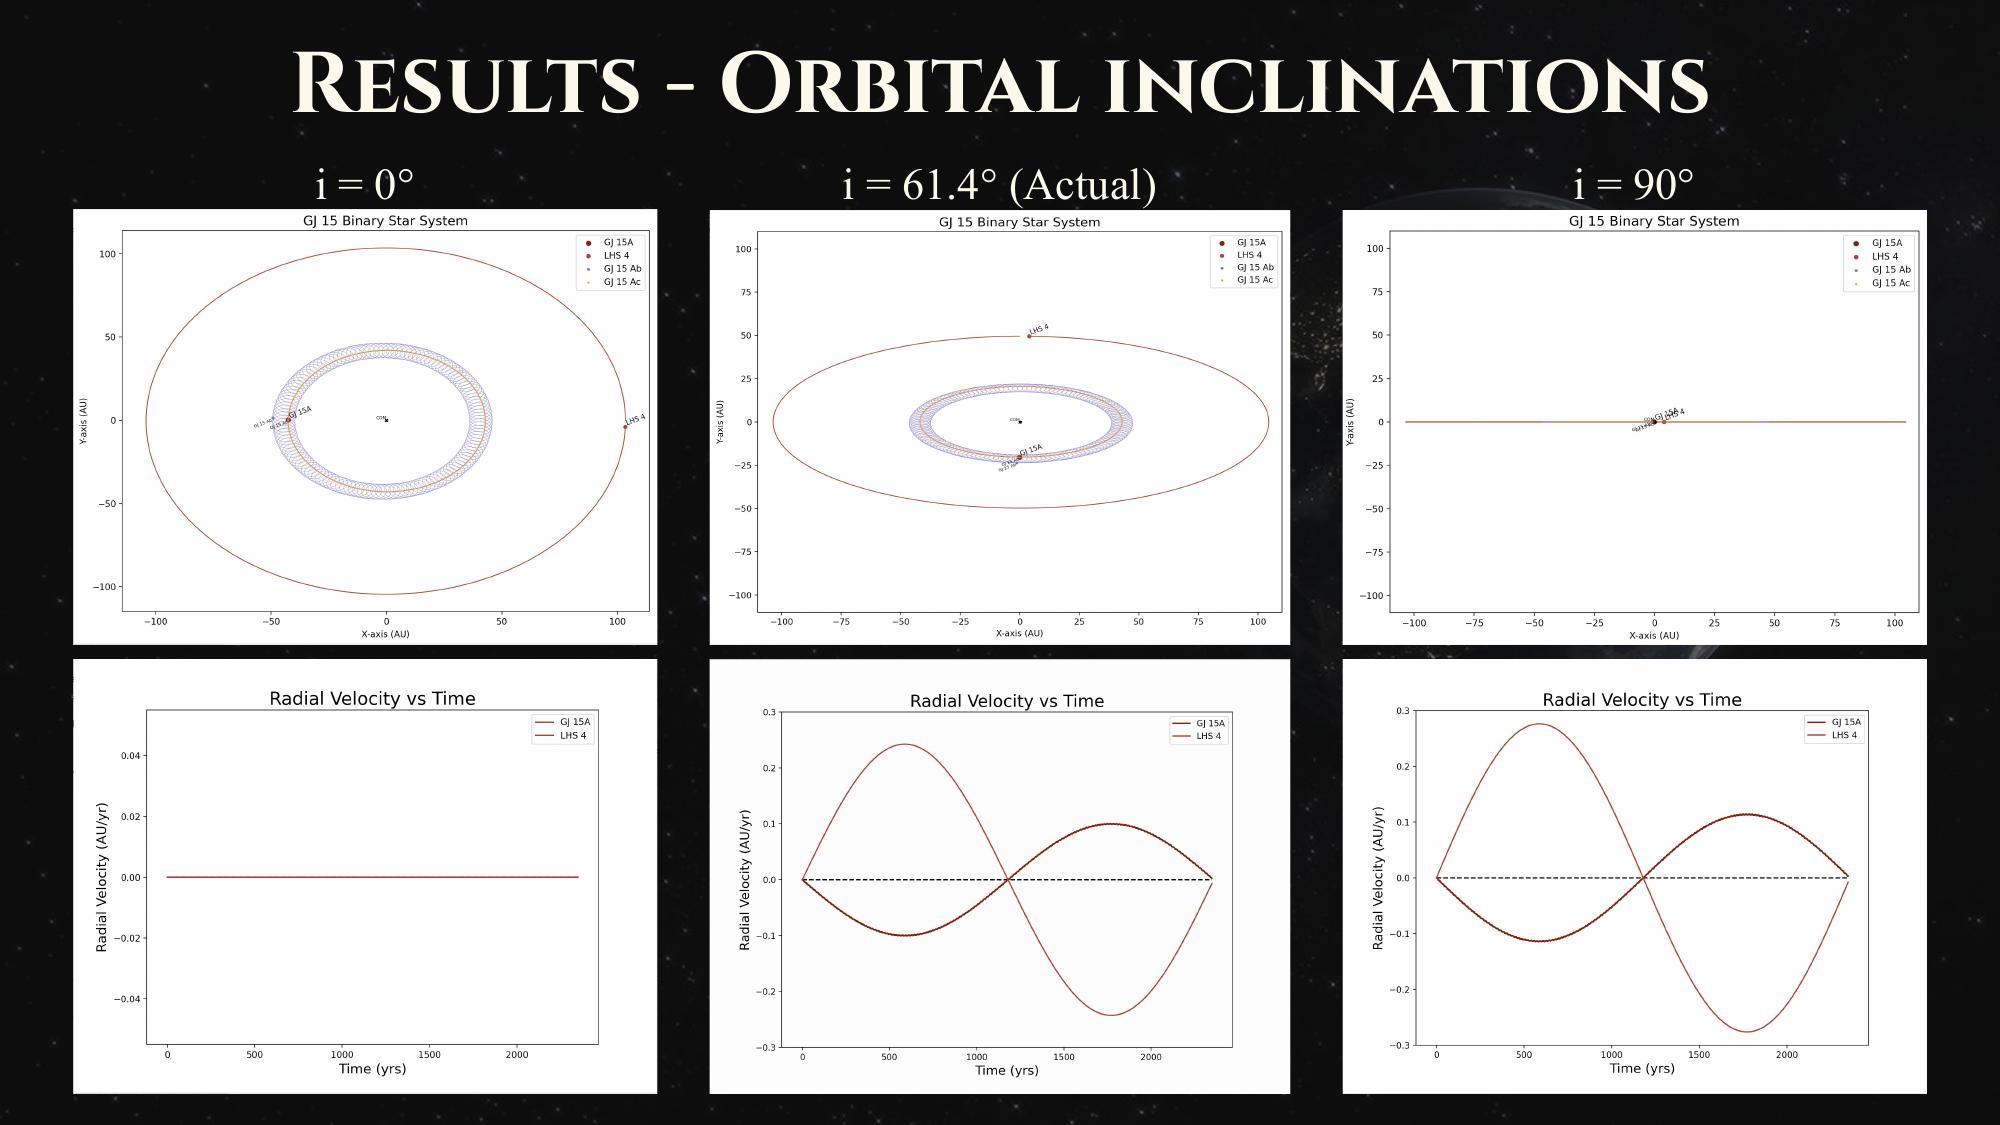 Results - Orbital inclinations
i = 0°
i = 61.4° (Actual)
i = 90°
GJ 15 Binary Star System
GJ 15A
LHS 4
GJ 15 Ab
GJ 15 Ac
100
50
0
−50
−100
Y-axis (AU)
−100
−50
0
50
100
X-axis (AU)
GJ 15A
LHS 4
COM
GJ 15 Binary Star System
GJ 15A
LHS 4
GJ 15 Ab
GJ 15 Ac
100
75
50
25
0
−25
−50
−75
−100
Y-axis (AU)
−100
−75
−50
−25
0
25
50
75
100
X-axis (AU)
LHS 4
COM
GJ 15A
GJ 15 Binary Star System
GJ 15A
LHS 4
GJ 15 Ab
GJ 15 Ac
100
75
50
25
0
−25
−50
−75
−100
Y-axis (AU)
−100
−75
−50
−25
0
25
50
75
100
X-axis (AU)
GJ 15A
LHS 4
Radial Velocity vs Time
GJ 15A
LHS 4
0.04
0.02
0.00
−0.02
−0.04
Radial Velocity (AU/yr)
0
500
1000
1500
2000
Time (yrs)
Radial Velocity vs Time
GJ 15A
LHS 4
0.3
0.2
0.1
0.0
−0.1
−0.2
−0.3
Radial Velocity (AU/yr)
0
500
1000
1500
2000
Time (yrs)
Radial Velocity vs Time
GJ 15A
LHS 4
0.3
0.2
0.1
0.0
−0.1
−0.2
−0.3
Radial Velocity (AU/yr)
0
500
1000
1500
2000
Time (yrs)